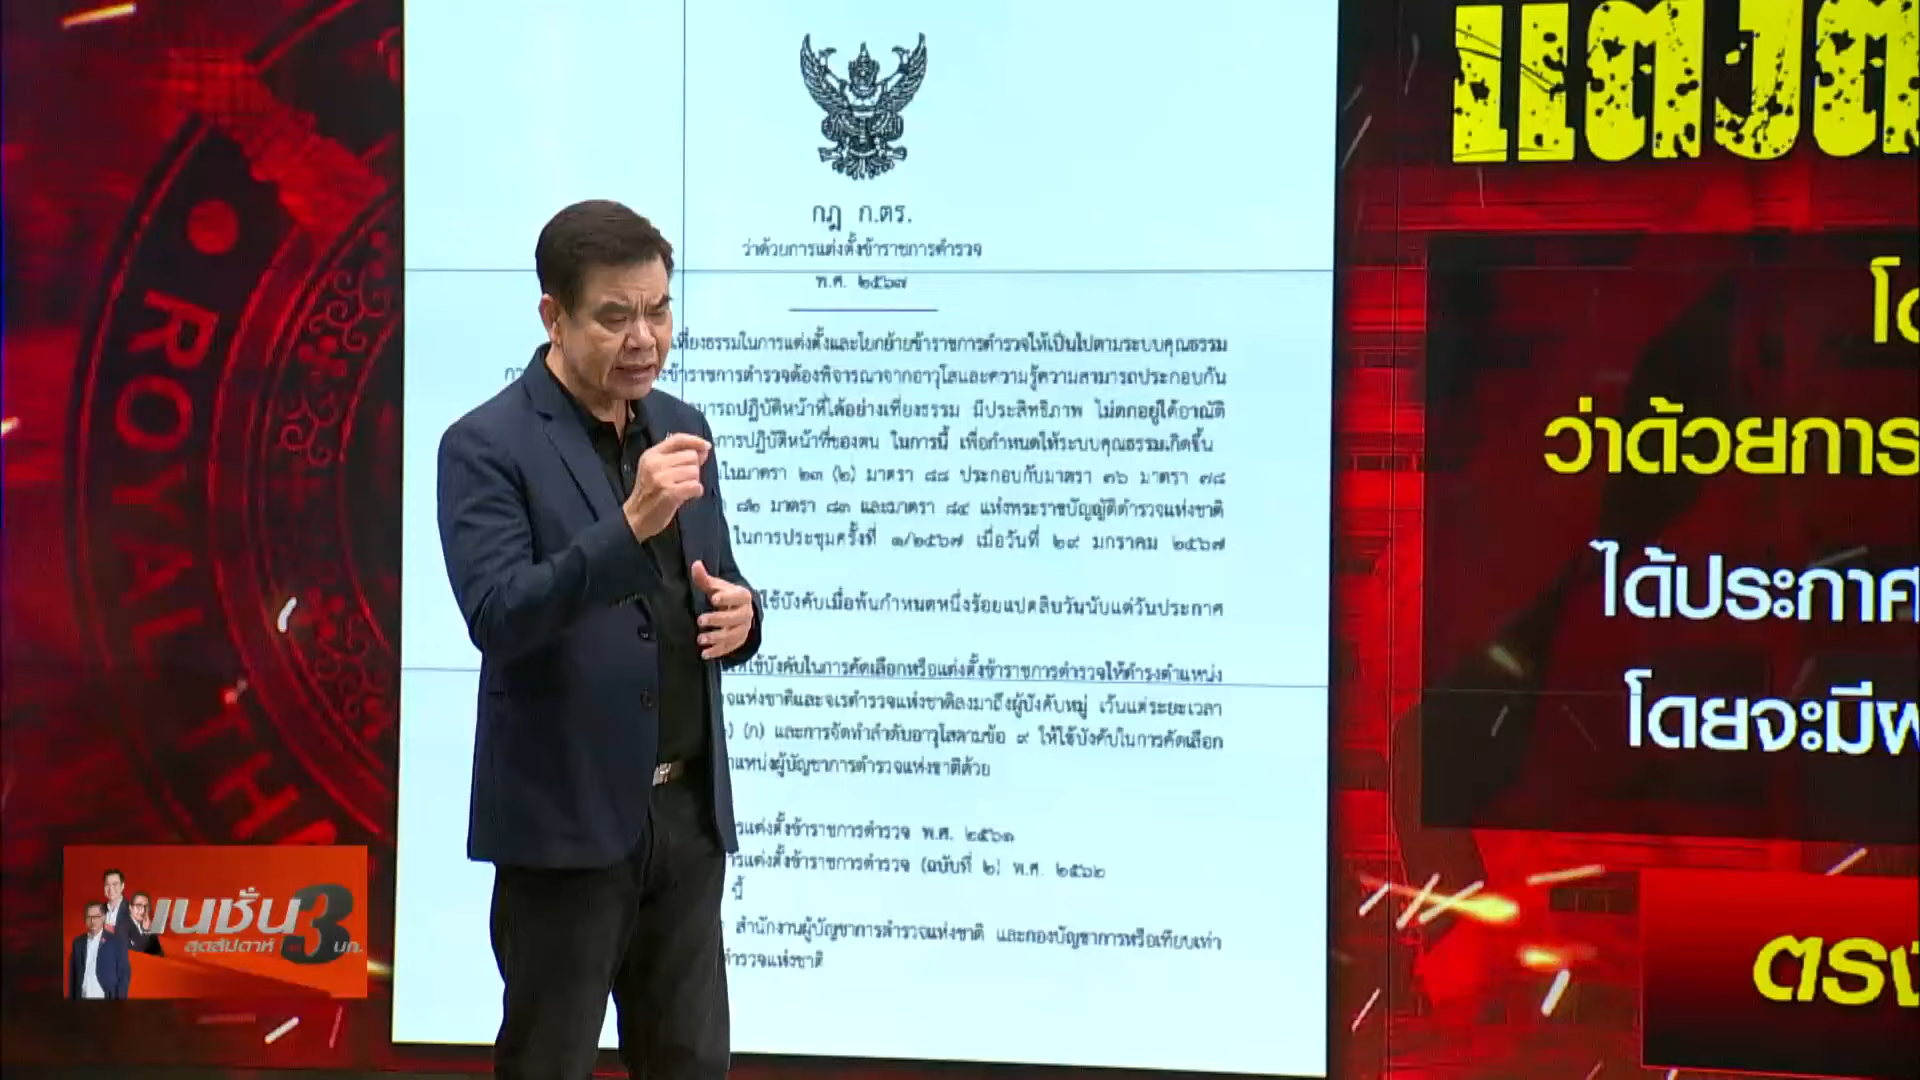 กฎ ก.ตร.
ว่าด้วยการแต่งตั้งข้าราชการตำรวจ
พ.ศ. ๒๕๖๗
เที่ยงธรรมในการแต่งตั้งและโยกย้ายข้าราชการตำรวจให้เป็นไปตามระบบคุณธรรม
ข้าราชการตำรวจต้องพิจารณาจากอาวุโสและความรู้ความสามารถประกอบกัน
มารถปฏิบัติหน้าที่ได้อย่างเที่ยงธรรม มีประสิทธิภาพ ไม่ตกอยู่ใต้อาณัติ
การปฏิบัติหน้าที่ของตน ในการนี้ เพื่อกำหนดให้ระบบคุณธรรมเกิดขึ้น
ในมาตรา ๒๓ (๒) มาตรา ๘๘ ประกอบกับมาตรา ๓๖ มาตรา ๗๘
๘๒ มาตรา ๘๓ และมาตรา ๘๔ แห่งพระราชบัญญัติตำรวจแห่งชาติ
ในการประชุมครั้งที่ ๑/๒๕๖๗ เมื่อวันที่ ๒๙ มกราคม ๒๕๖๗
ใช้บังคับเมื่อพ้นกำหนดหนึ่งร้อยแปดสิบวันนับแต่วันประกาศ
ให้ใช้บังคับในการคัดเลือกหรือแต่งตั้งข้าราชการตำรวจให้ดำรงตำแหน่ง
จแห่งชาติและจเรตำรวจแห่งชาติลงมาถึงผู้บังคับหมู่ เว้นแต่ระยะเวลา
) (ก) และการจัดทำลำดับอาวุโสตามข้อ ๙ ให้ใช้บังคับในการคัดเลือก
ตำแหน่งผู้บัญชาการตำรวจแห่งชาติด้วย
การแต่งตั้งข้าราชการตำรวจ พ.ศ. ๒๕๖๑
การแต่งตั้งข้าราชการตำรวจ (ฉบับที่ ๒) พ.ศ. ๒๕๖๒
นี้
สำนักงานผู้บัญชาการตำรวจแห่งชาติ และกองบัญชาการหรือเทียบเท่า
ตำรวจแห่งชาติ
แต่งต
โด
ว่าด้วยการ
ได้ประกาศ
โดยจะมีผ
ตรง
ROYAL TH
เนชั่น
สุดสัปดาห์ 3 บก.